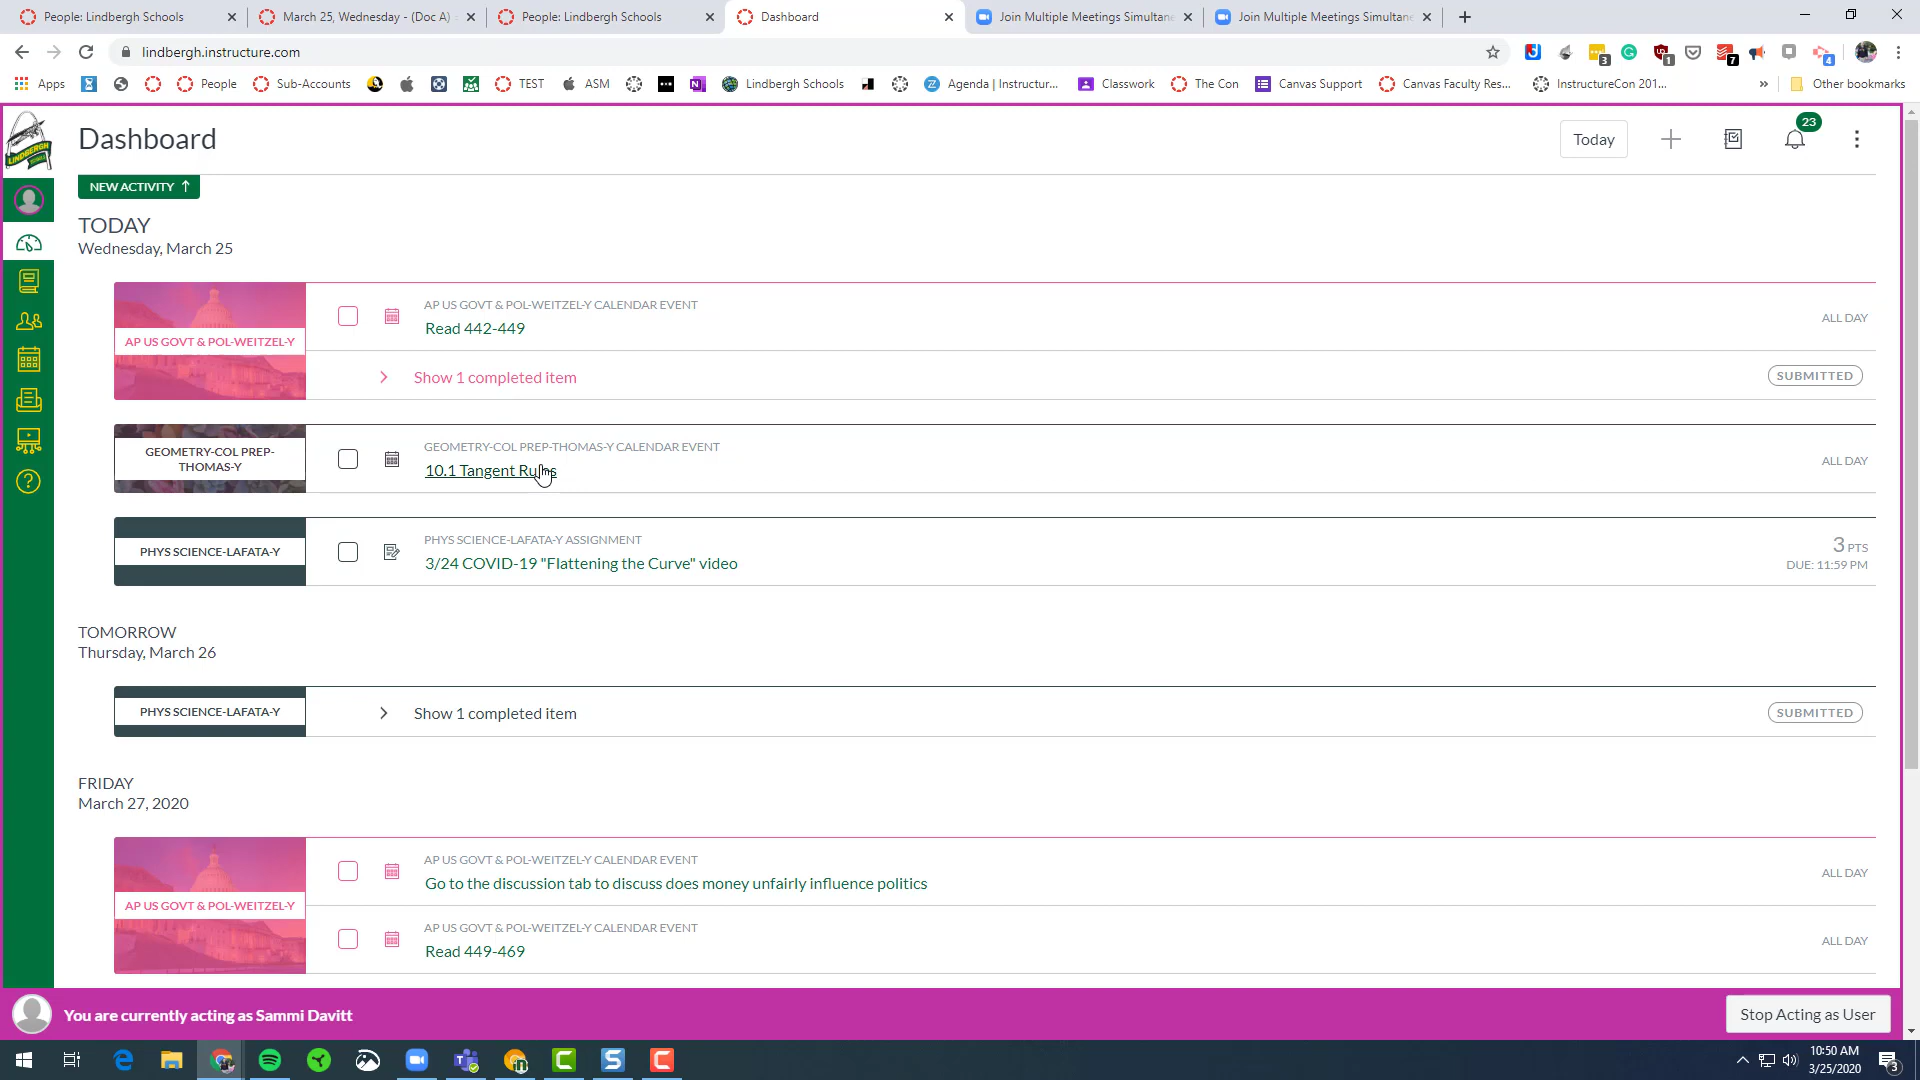 People: Lindbergh Schools
March 25, Wednesday - (Doc A)
People: Lindbergh Schools
Dashboard
Join Multiple Meetings Simultane
Join Multiple Meetings Simultane
lindbergh.instructure.com
3
1
7
4
Apps
People
Sub-Accounts
TEST
ASM
Lindbergh Schools
Agenda | Instructur...
Classwork
The Con
Canvas Support
Canvas Faculty Res...
InstructureCon 201...
»
Other bookmarks
LINDBERGH
Dashboard
Today
23
NEW ACTIVITY
TODAY
Wednesday, March 25
AP US GOVT & POL-WEITZEL-Y
AP US GOVT & POL-WEITZEL-Y CALENDAR EVENT
Read 442-449
ALL DAY
Show 1 completed item
SUBMITTED
GEOMETRY-COL PREP-
THOMAS-Y
GEOMETRY-COL PREP-THOMAS-Y CALENDAR EVENT
10.1 Tangent Rules
ALL DAY
PHYS SCIENCE-LAFATA-Y
PHYS SCIENCE-LAFATA-Y ASSIGNMENT
3/24 COVID-19 "Flattening the Curve" video
3 PTS
DUE: 11:59 PM
TOMORROW
Thursday, March 26
PHYS SCIENCE-LAFATA-Y
Show 1 completed item
SUBMITTED
FRIDAY
March 27, 2020
AP US GOVT & POL-WEITZEL-Y
AP US GOVT & POL-WEITZEL-Y CALENDAR EVENT
Go to the discussion tab to discuss does money unfairly influence politics
ALL DAY
AP US GOVT & POL-WEITZEL-Y CALENDAR EVENT
Read 449-469
ALL DAY
You are currently acting as Sammi Davitt
Stop Acting as User
10:50 AM
3/25/2020
3